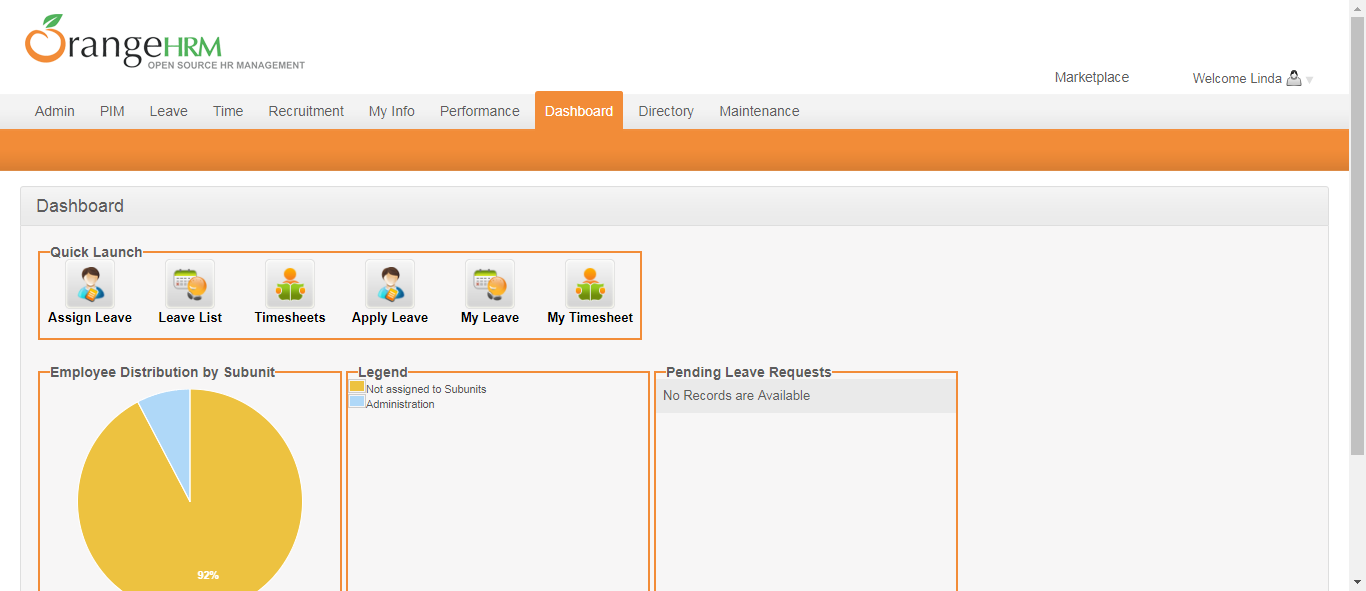 OrangeHRM
OPEN SOURCE HR MANAGEMENT
Marketplace
Welcome Linda
Admin PIM Leave Time Recruitment My Info Performance Dashboard Directory Maintenance
Dashboard
Quick Launch
Assign Leave Leave List Timesheets Apply Leave My Leave My Timesheet
Employee Distribution by Subunit
92%
Legend
Not assigned to Subunits
Administration
Pending Leave Requests
No Records are Available